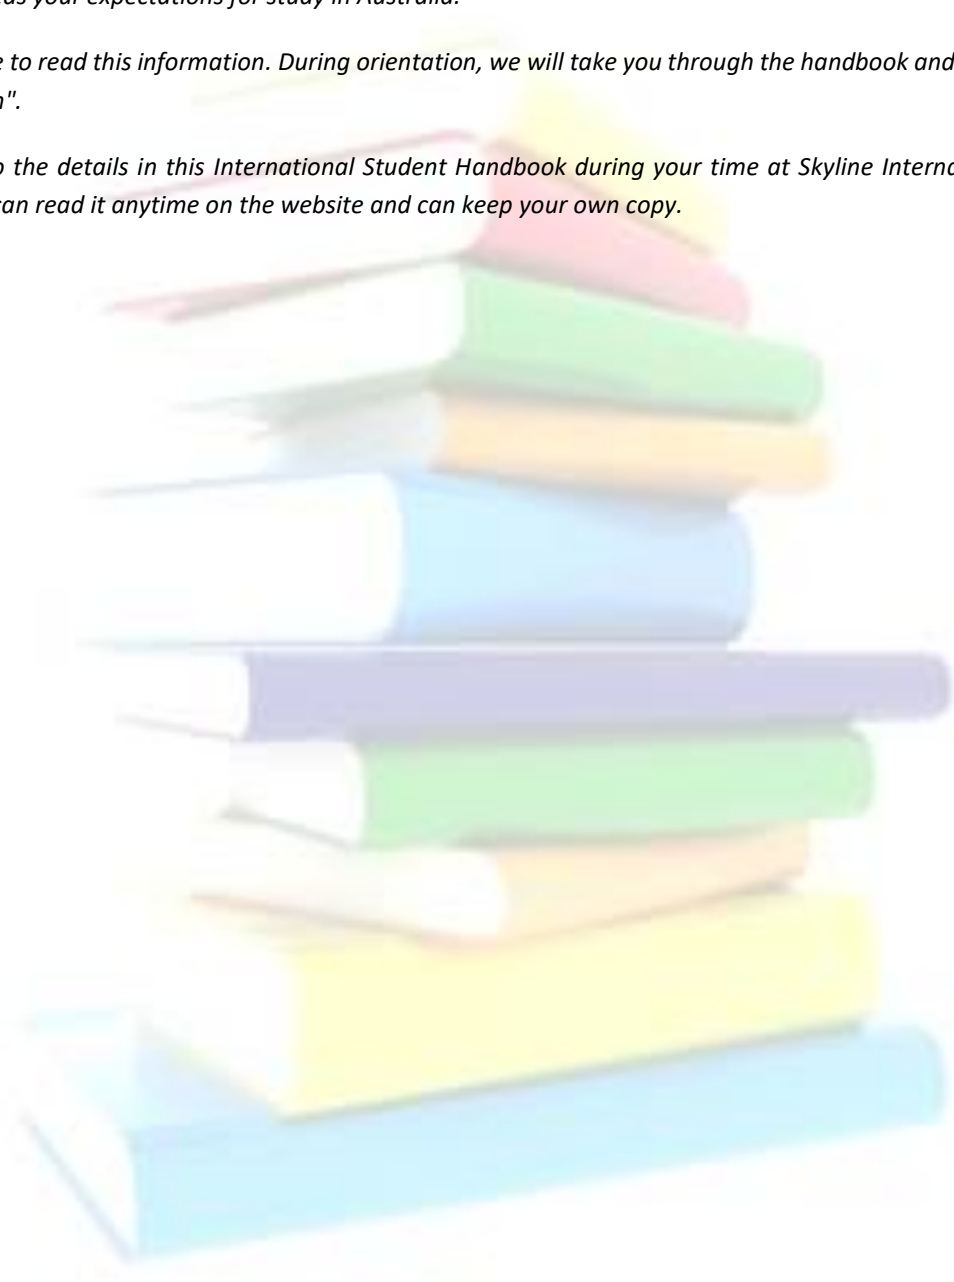 your expectations for study in Australia.
to read this information. During orientation, we will take you through the handbook and
".
the details in this International Student Handbook during your time at Skyline
can read it anytime on the website and can keep your own copy.